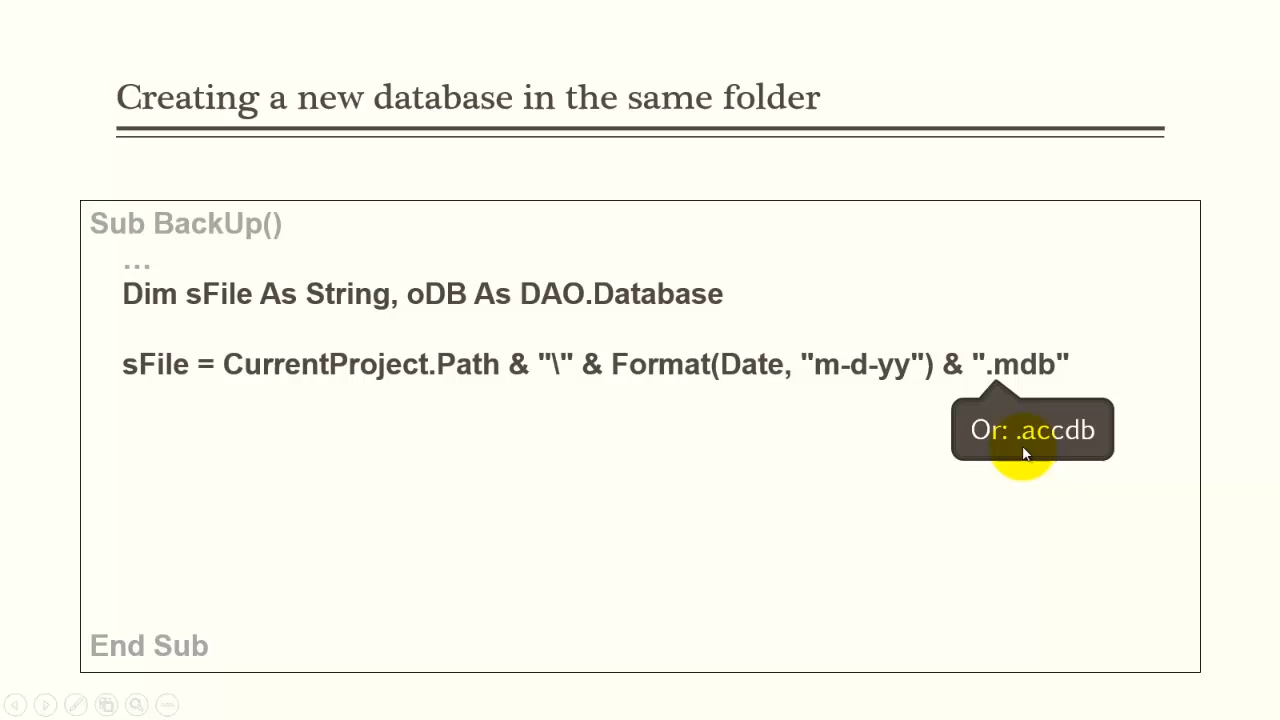 Creating a new database in the same folder
Sub BackUp()
...
Dim sFile As String, oDB As DAO.Database
sFile = CurrentProject.Path & "\" & Format(Date, "m-d-yy") & ".mdb"
Or: .accdb
End Sub